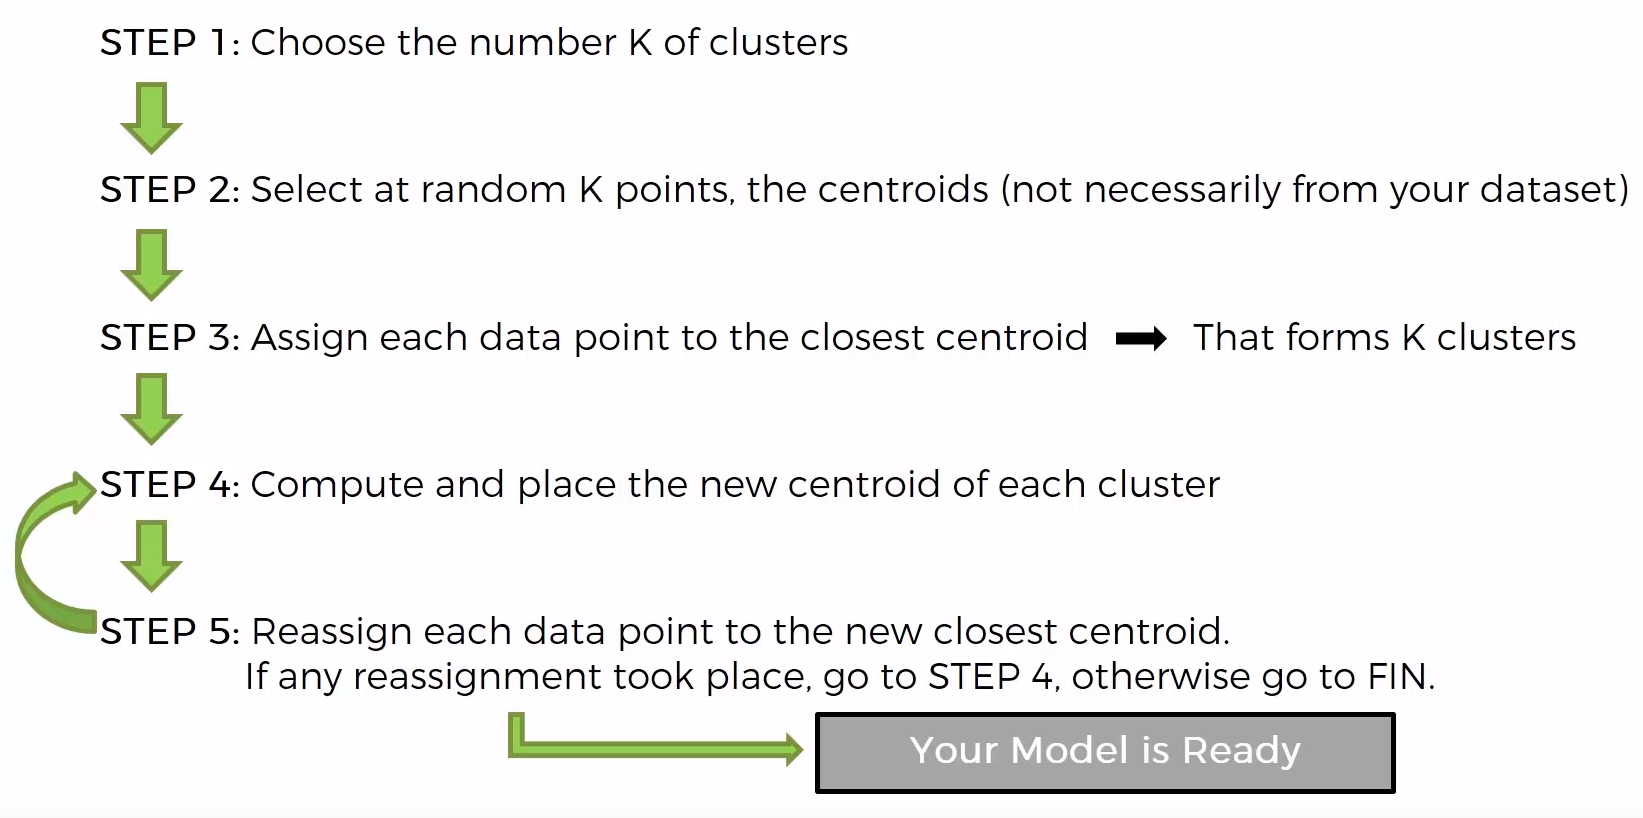 STEP 1: Choose the number K of clusters
STEP 2: Select at random K points, the centroids (not necessarily from your dataset)
STEP 3: Assign each data point to the closest centroid That forms K clusters
STEP 4: Compute and place the new centroid of each cluster
STEP 5: Reassign each data point to the new closest centroid.
If any reassignment took place, go to STEP 4, otherwise go to FIN.
Your Model is Ready